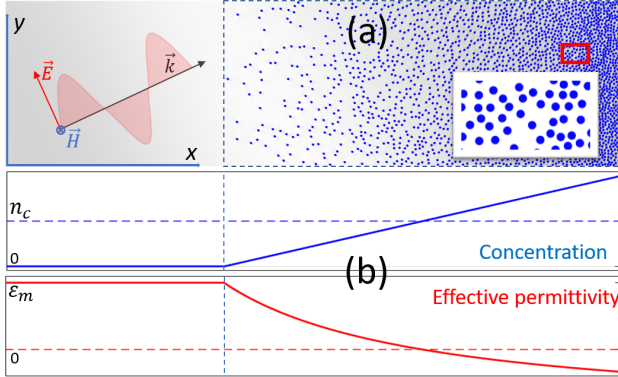 y
(a)
E⃗
k⃗
H⃗
x
n_c
0
Concentration
(b)
ε_m
Effective permittivity
0